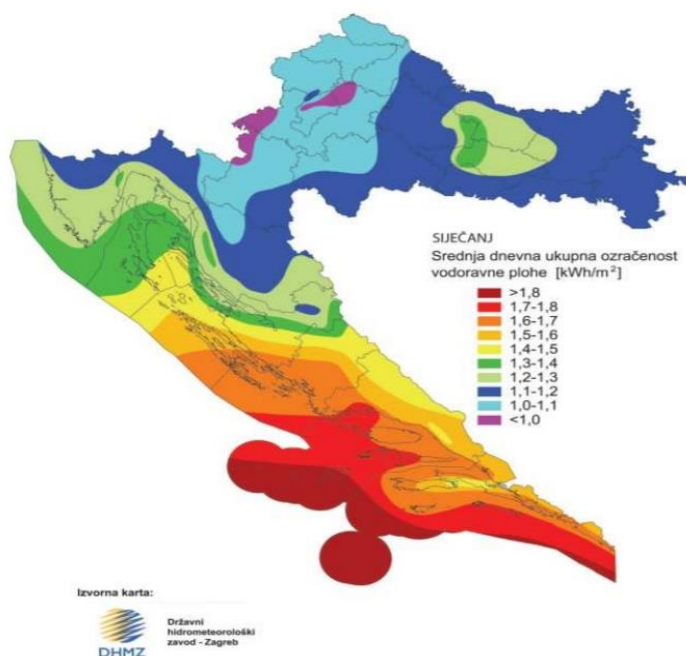 SIJEČANJ
Srednja dnevna ukupna ozračenost
vodoravne plohe [kWh/m²]
>1,8
1,7-1,8
1,6-1,7
1,5-1,6
1,4-1,5
1,3-1,4
1,2-1,3
1,1-1,2
1,0-1,1
<1,0
Izvorna karta:
Državni
hidrometeorološki
zavod - Zagreb
DHMZ